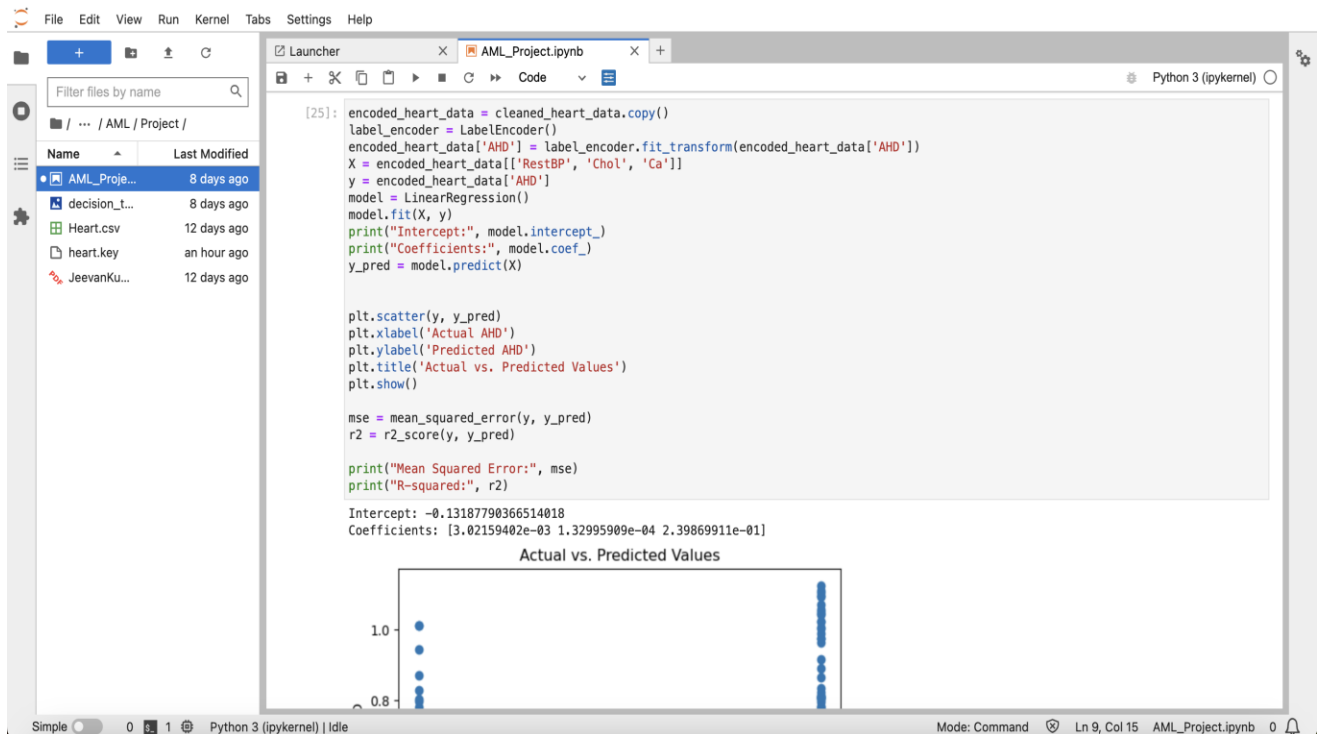 File Edit View Run Kernel Tabs Settings Help
Launcher
AML_Project.ipynb
Code
Python 3 (ipykernel)
Filter files by name
/ ··· / AML / Project /
Name Last Modified
AML_Proje... 8 days ago
decision_t... 8 days ago
Heart.csv 12 days ago
heart.key an hour ago
JeevanKu... 12 days ago
[25]: encoded_heart_data = cleaned_heart_data.copy()
label_encoder = LabelEncoder()
encoded_heart_data['AHD'] = label_encoder.fit_transform(encoded_heart_data['AHD'])
X = encoded_heart_data[['RestBP', 'Chol', 'Ca']]
y = encoded_heart_data['AHD']
model = LinearRegression()
model.fit(X, y)
print("Intercept:", model.intercept_)
print("Coefficients:", model.coef_)
y_pred = model.predict(X)
plt.scatter(y, y_pred)
plt.xlabel('Actual AHD')
plt.ylabel('Predicted AHD')
plt.title('Actual vs. Predicted Values')
plt.show()
mse = mean_squared_error(y, y_pred)
r2 = r2_score(y, y_pred)
print("Mean Squared Error:", mse)
print("R-squared:", r2)
Intercept: -0.13187790366514018
Coefficients: [3.02159402e-03 1.32995909e-04 2.39869911e-01]
Actual vs. Predicted Values
1.0
0.8
Simple 0 1 Python 3 (ipykernel) | Idle Mode: Command Ln 9, Col 15 AML_Project.ipynb 0